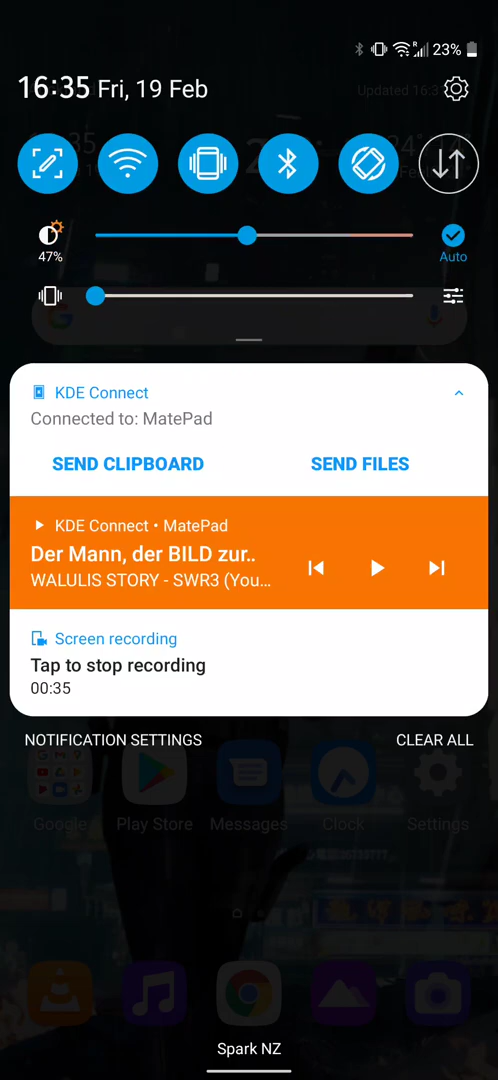 R 23%
16:35 Fri, 19 Feb
Updated 16:3
47%
Auto
KDE Connect
Connected to: MatePad
SEND CLIPBOARD SEND FILES
KDE Connect • MatePad
Der Mann, der BILD zur..
WALULIS STORY - SWR3 (You...
Screen recording
Tap to stop recording
00:35
NOTIFICATION SETTINGS CLEAR ALL
Google Play Store Messages Clock Settings
Spark NZ